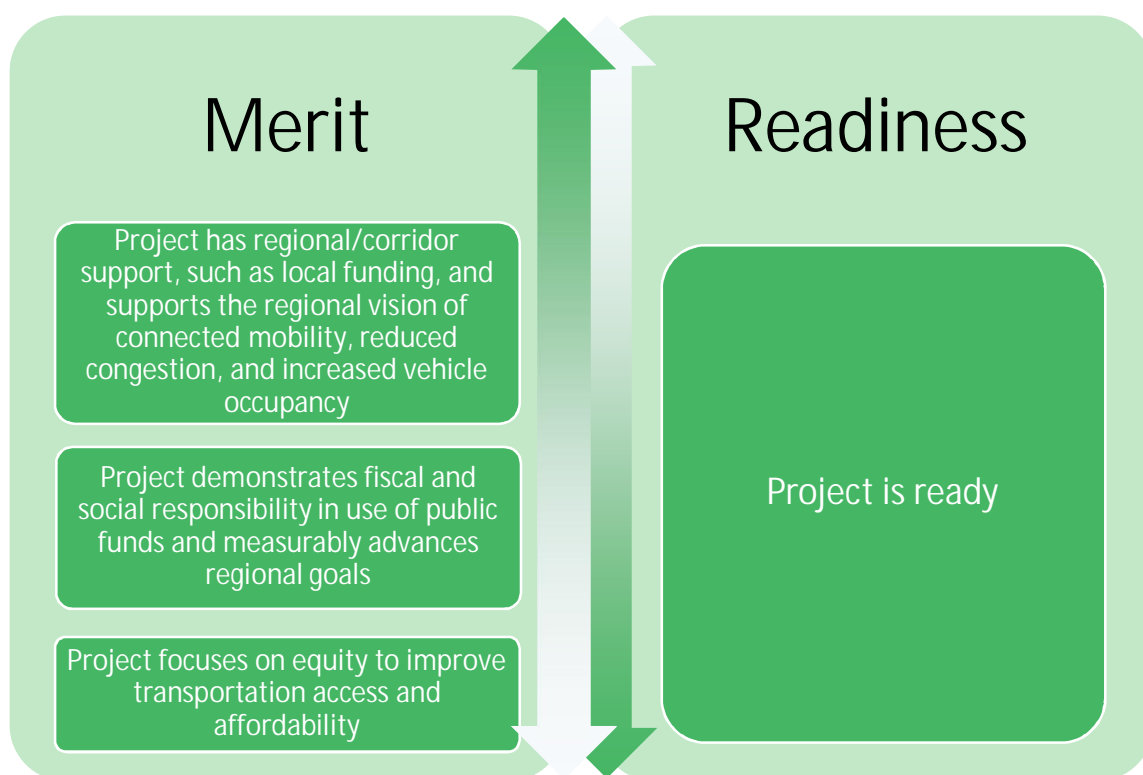 Merit
Project has regional/corridor
support, such as local funding, and
supports the regional vision of
connected mobility, reduced
congestion, and increased vehicle
occupancy
Project demonstrates fiscal and
social responsibility in use of public
funds and measurably advances
regional goals
Project focuses on equity to improve
transportation access and
affordability
Readiness
Project is ready